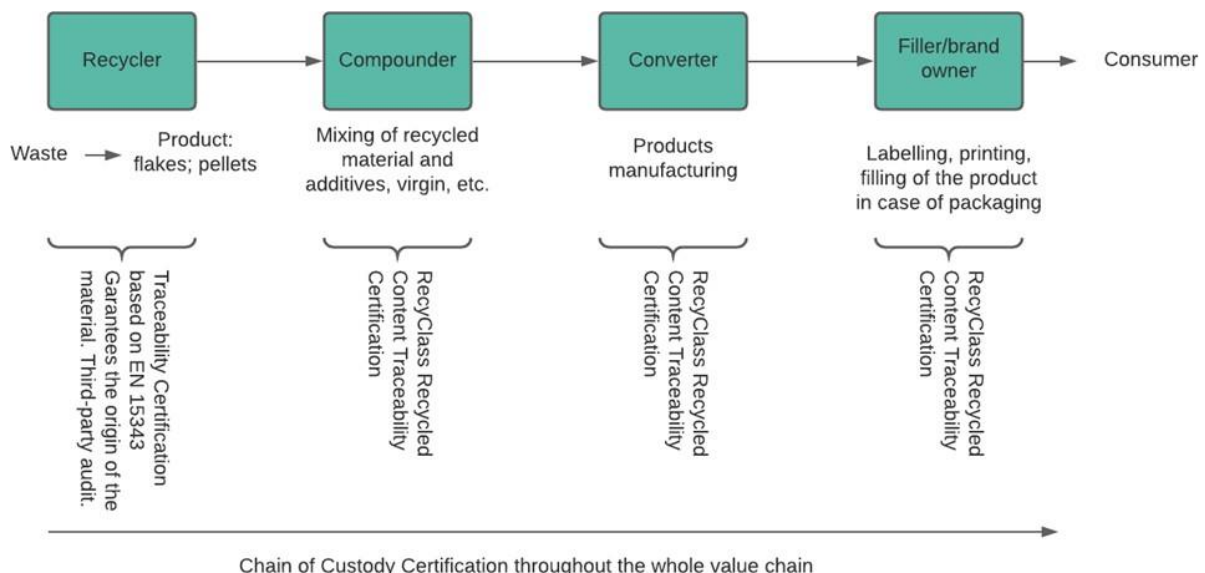 Recycler
Compounder
Converter
Filler/brand
owner
Consumer
Waste
Product:
flakes; pellets
Mixing of recycled
material and
additives, virgin, etc.
Products
manufacturing
Labelling, printing,
filling of the product
in case of packaging
Traceability Certification
based on EN 15343
Garantees the origin of the
material. Third-party audit.
RecyClass Recycled
Content Traceability
Certification
RecyClass Recycled
Content Traceability
Certification
RecyClass Recycled
Content Traceability
Certification
Chain of Custody Certification throughout the whole value chain